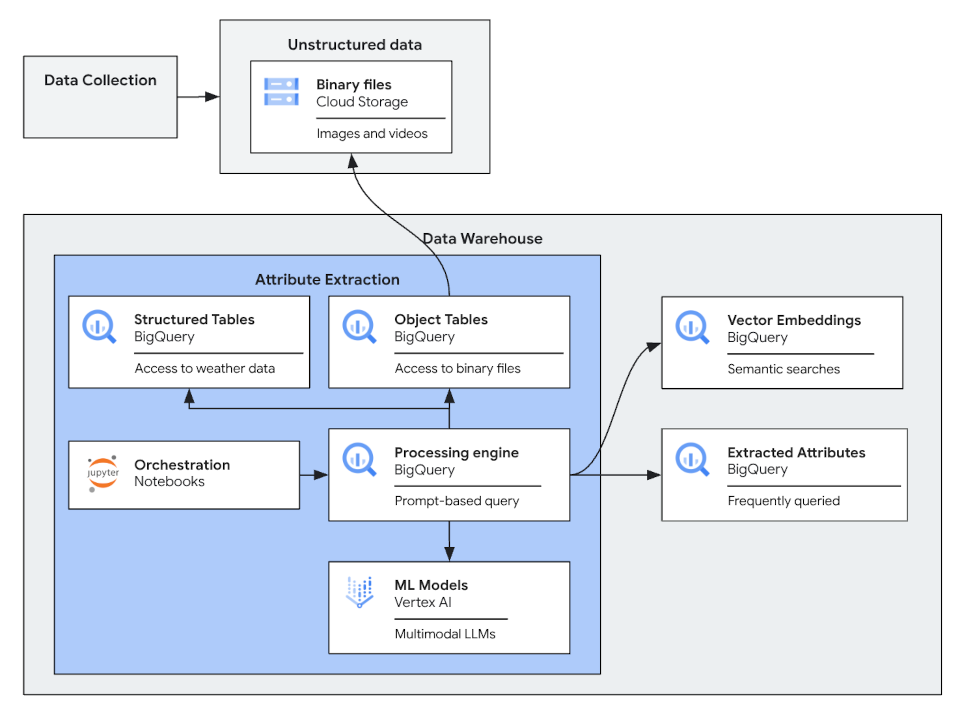 Unstructured data
Data Collection
Binary files
Cloud Storage
Images and videos
Data Warehouse
Attribute Extraction
Structured Tables
BigQuery
Access to weather data
Object Tables
BigQuery
Access to binary files
Vector Embeddings
BigQuery
Semantic searches
jupyter
Orchestration
Notebooks
Processing engine
BigQuery
Prompt-based query
Extracted Attributes
BigQuery
Frequently queried
ML Models
Vertex AI
Multimodal LLMs